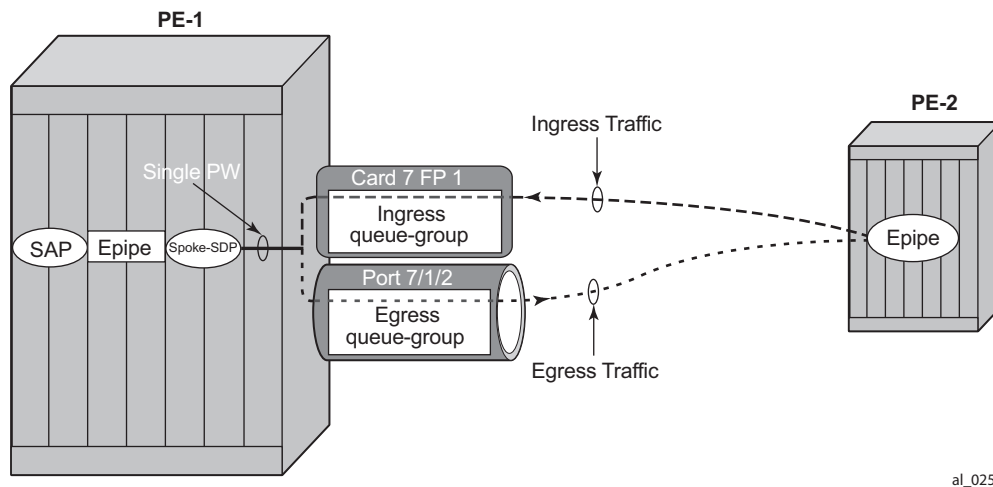 PE-1
PE-2
Ingress Traffic
Single PW
Card 7 FP 1
Ingress
queue-group
SAP
Epipe
Spoke-SDP
Epipe
Port 7/1/2
Egress
queue-group
Egress Traffic
al_025